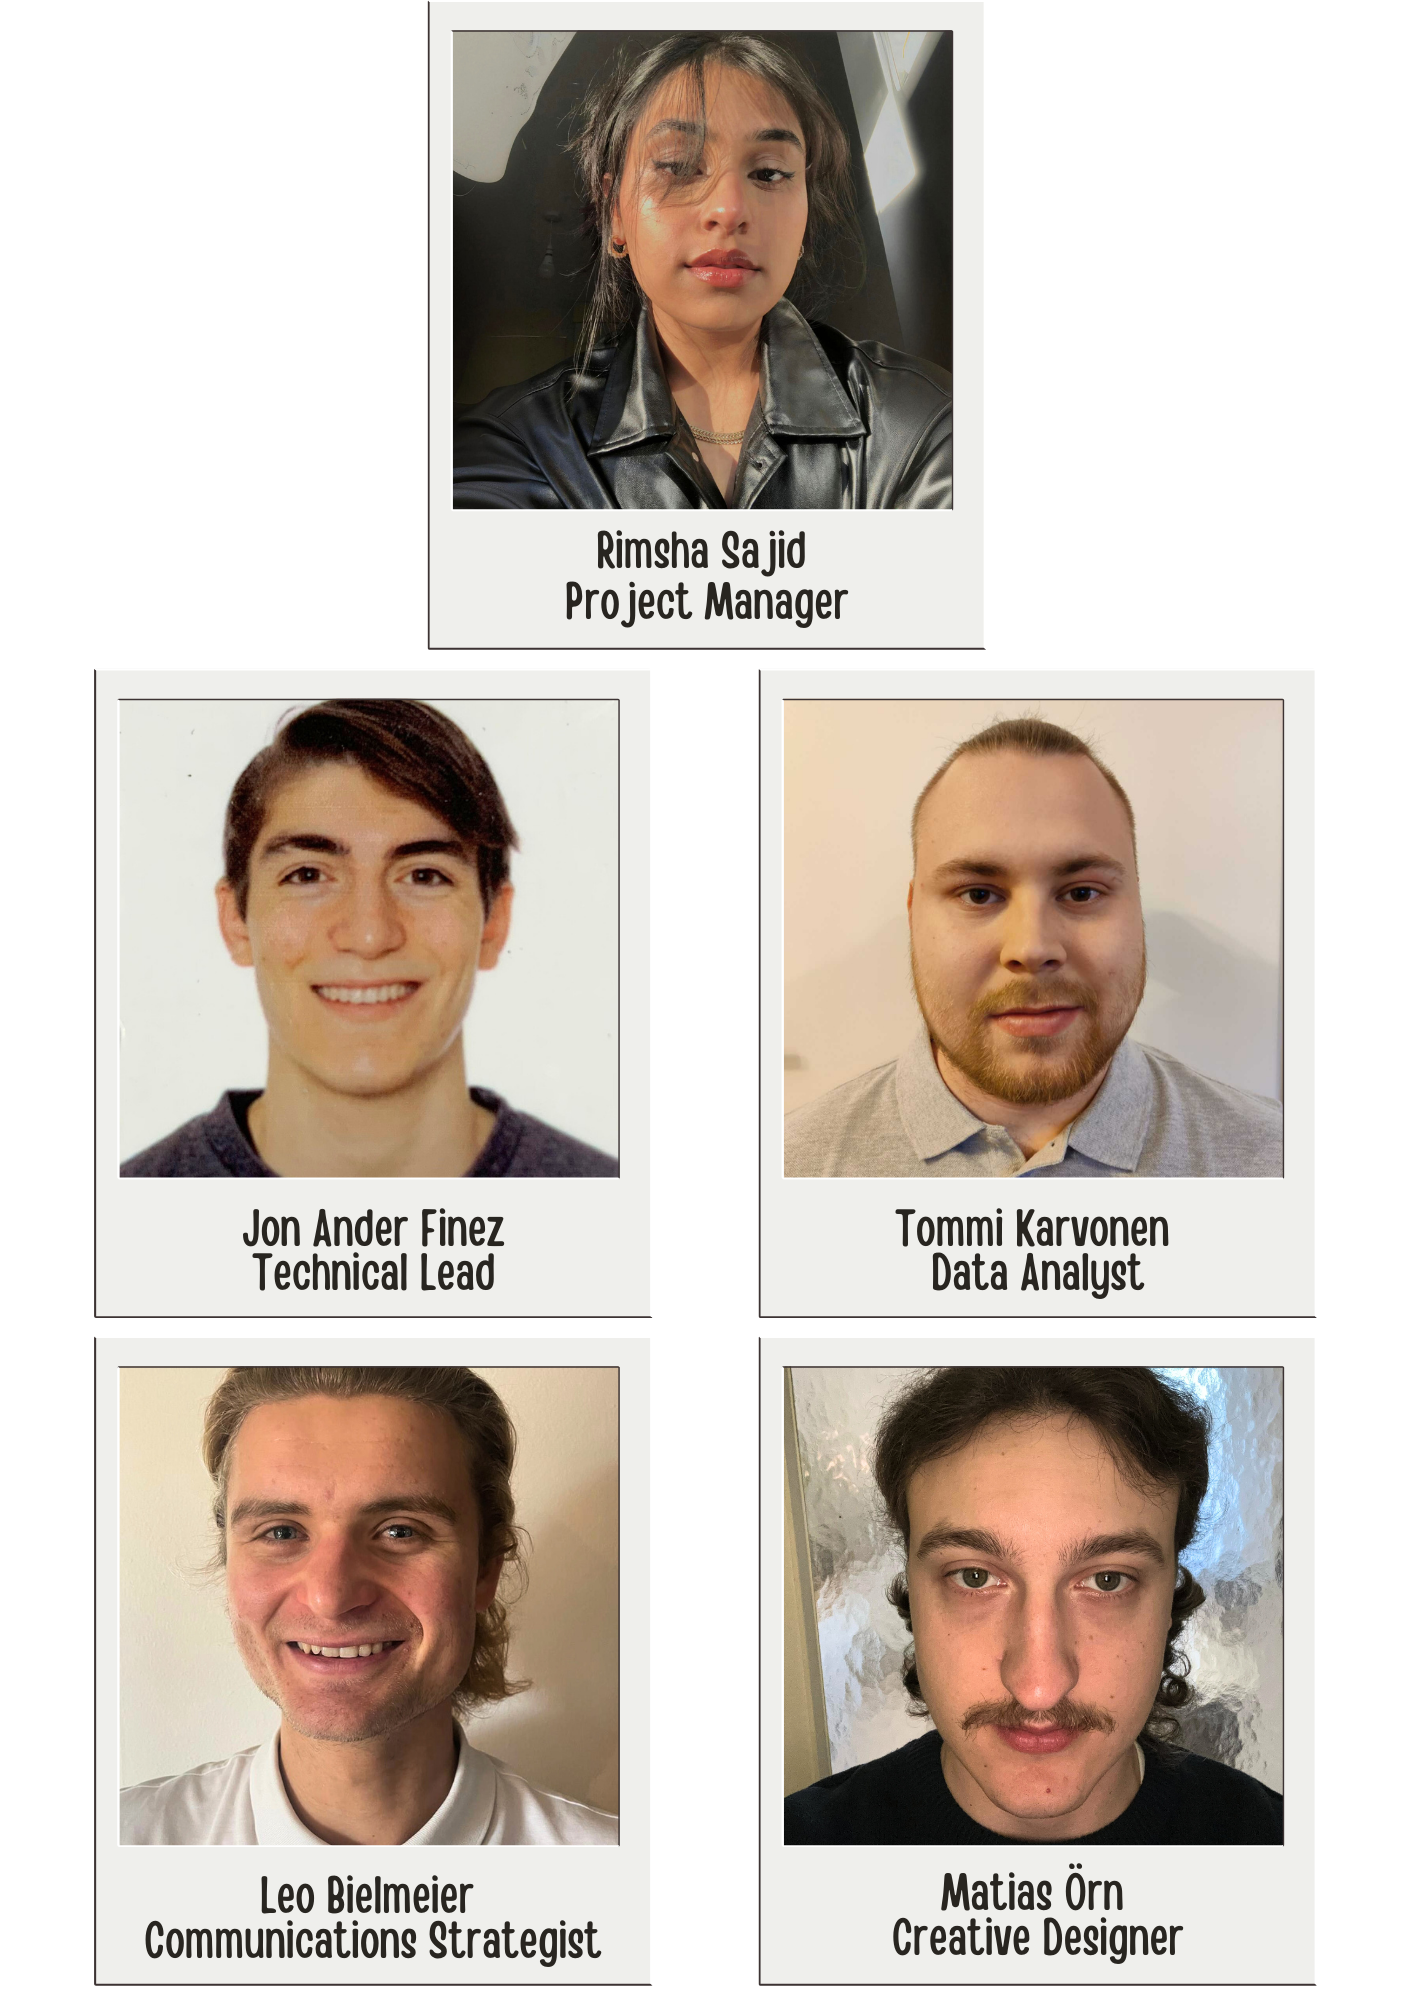 Rimsha Sajid
Project Manager
Jon Ander Finez
Technical Lead
Tommi Karvonen
Data Analyst
Leo Bielmeier
Communications Strategist
Matias Örn
Creative Designer